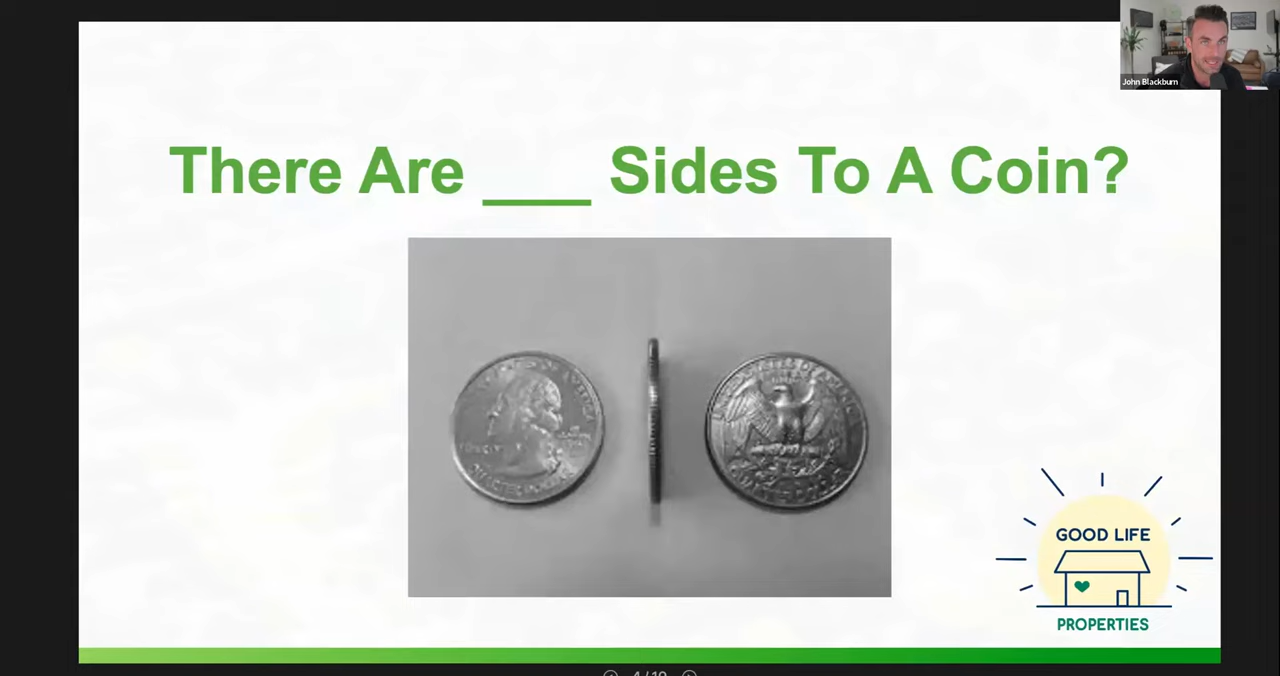 John Blackburn
There Are ___ Sides To A Coin?
GOOD LIFE
PROPERTIES